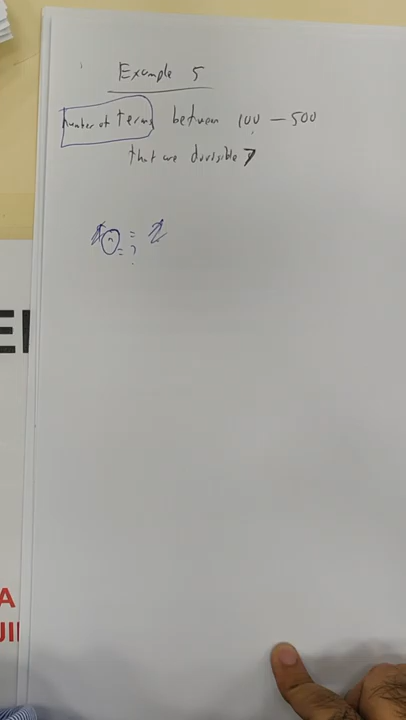 Example 5
number of terms between 100 – 500
that are divisible 7
n =
= ?
A